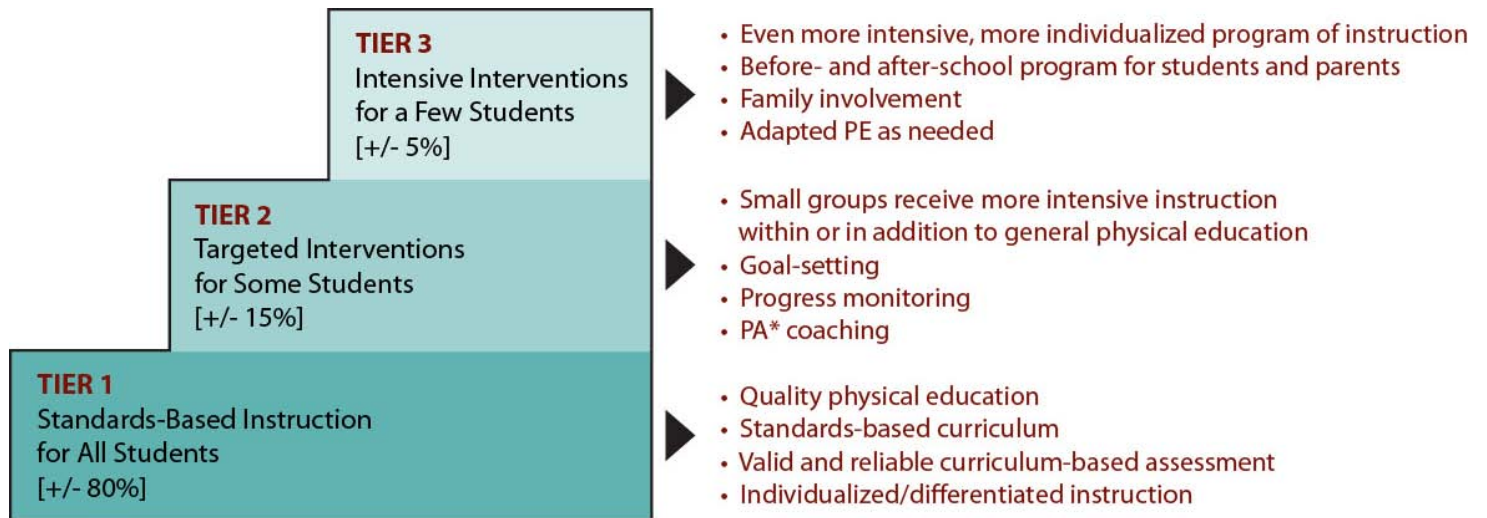 TIER 3
Intensive Interventions
for a Few Students
[+/- 5%]
• Even more intensive, more individualized program of instruction
• Before- and after-school program for students and parents
• Family involvement
• Adapted PE as needed
TIER 2
Targeted Interventions
for Some Students
[+/- 15%]
• Small groups receive more intensive instruction
within or in addition to general physical education
• Goal-setting
• Progress monitoring
• PA* coaching
TIER 1
Standards-Based Instruction
for All Students
[+/- 80%]
• Quality physical education
• Standards-based curriculum
• Valid and reliable curriculum-based assessment
• Individualized/differentiated instruction